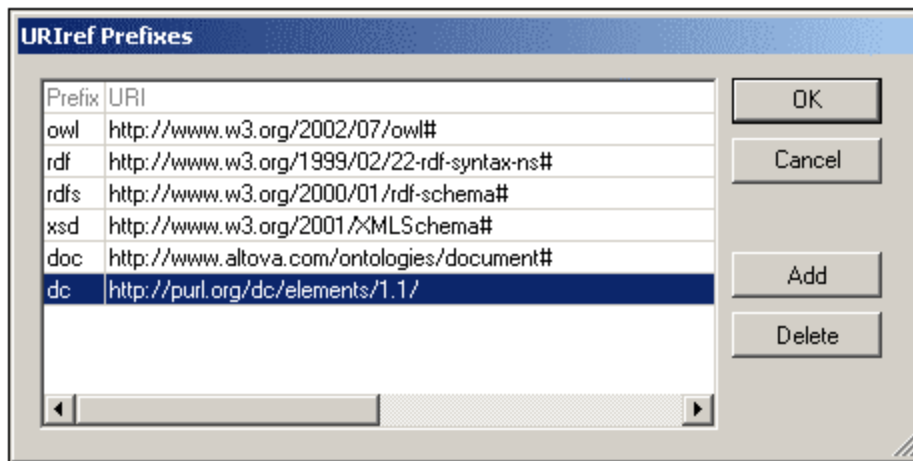 URIref Prefixes
Prefix URI
owl http://www.w3.org/2002/07/owl#
rdf http://www.w3.org/1999/02/22-rdf-syntax-ns#
rdfs http://www.w3.org/2000/01/rdf-schema#
xsd http://www.w3.org/2001/XMLSchema#
doc http://www.altova.com/ontologies/document#
dc http://purl.org/dc/elements/1.1/
OK
Cancel
Add
Delete